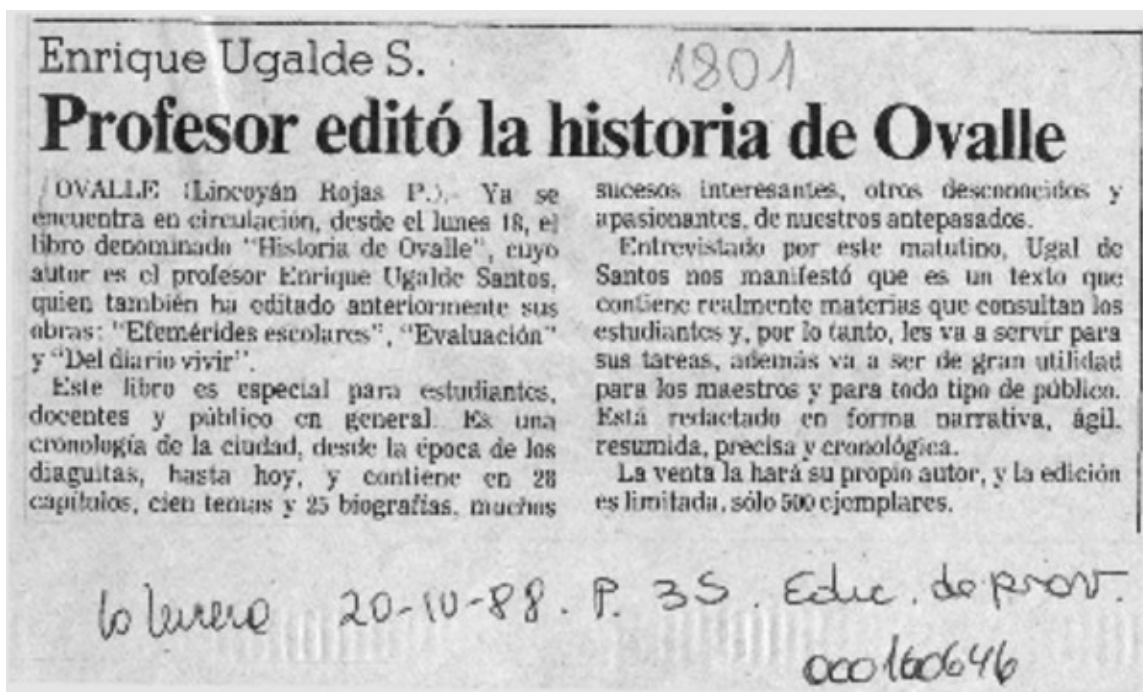 Enrique Ugalde S.
1801
Profesor editó la historia de Ovalle
OVALLE (Lincoyán Rojas P.).- Ya se
encuentra en circulación, desde el lunes 18, el
libro denominado "Historia de Ovalle", cuyo
autor es el profesor Enrique Ugalde Santos,
quien también ha editado anteriormente sus
obras: "Efemérides escolares", "Evaluación"
y "Del diario vivir".
Este libro es especial para estudiantes,
docentes y público en general. Es una
cronología de la ciudad, desde la época de los
diaguitas, hasta hoy, y contiene en 28
capítulos, cien temas y 25 biografías, muchos
sucesos interesantes, otros desconocidos y
apasionantes, de nuestros antepasados.
Entrevistado por este matutino, Ugal de
Santos nos manifestó que es un texto que
contiene realmente materias que consultan los
estudiantes y, por lo tanto, les va a servir para
sus tareas, además va a ser de gran utilidad
para los maestros y para todo tipo de público.
Está redactado en forma narrativa, ágil,
resumida, precisa y cronológica.
La venta la hará su propio autor, y la edición
es limitada, sólo 500 ejemplares.
20-IV-88. P. 35. Educ. de prov.
000160646